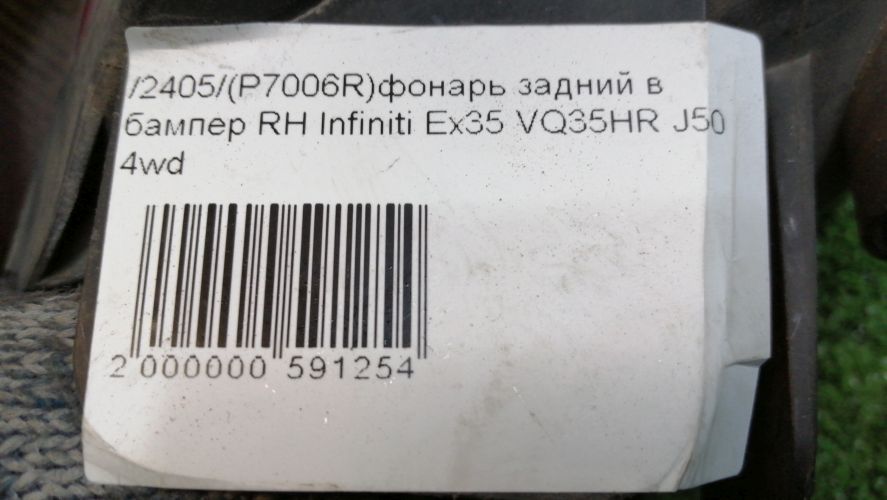 /2405/(P7006R)фонарь задний в
бампер RH Infiniti Ex35 VQ35HR J50
4wd
2 000000 591254